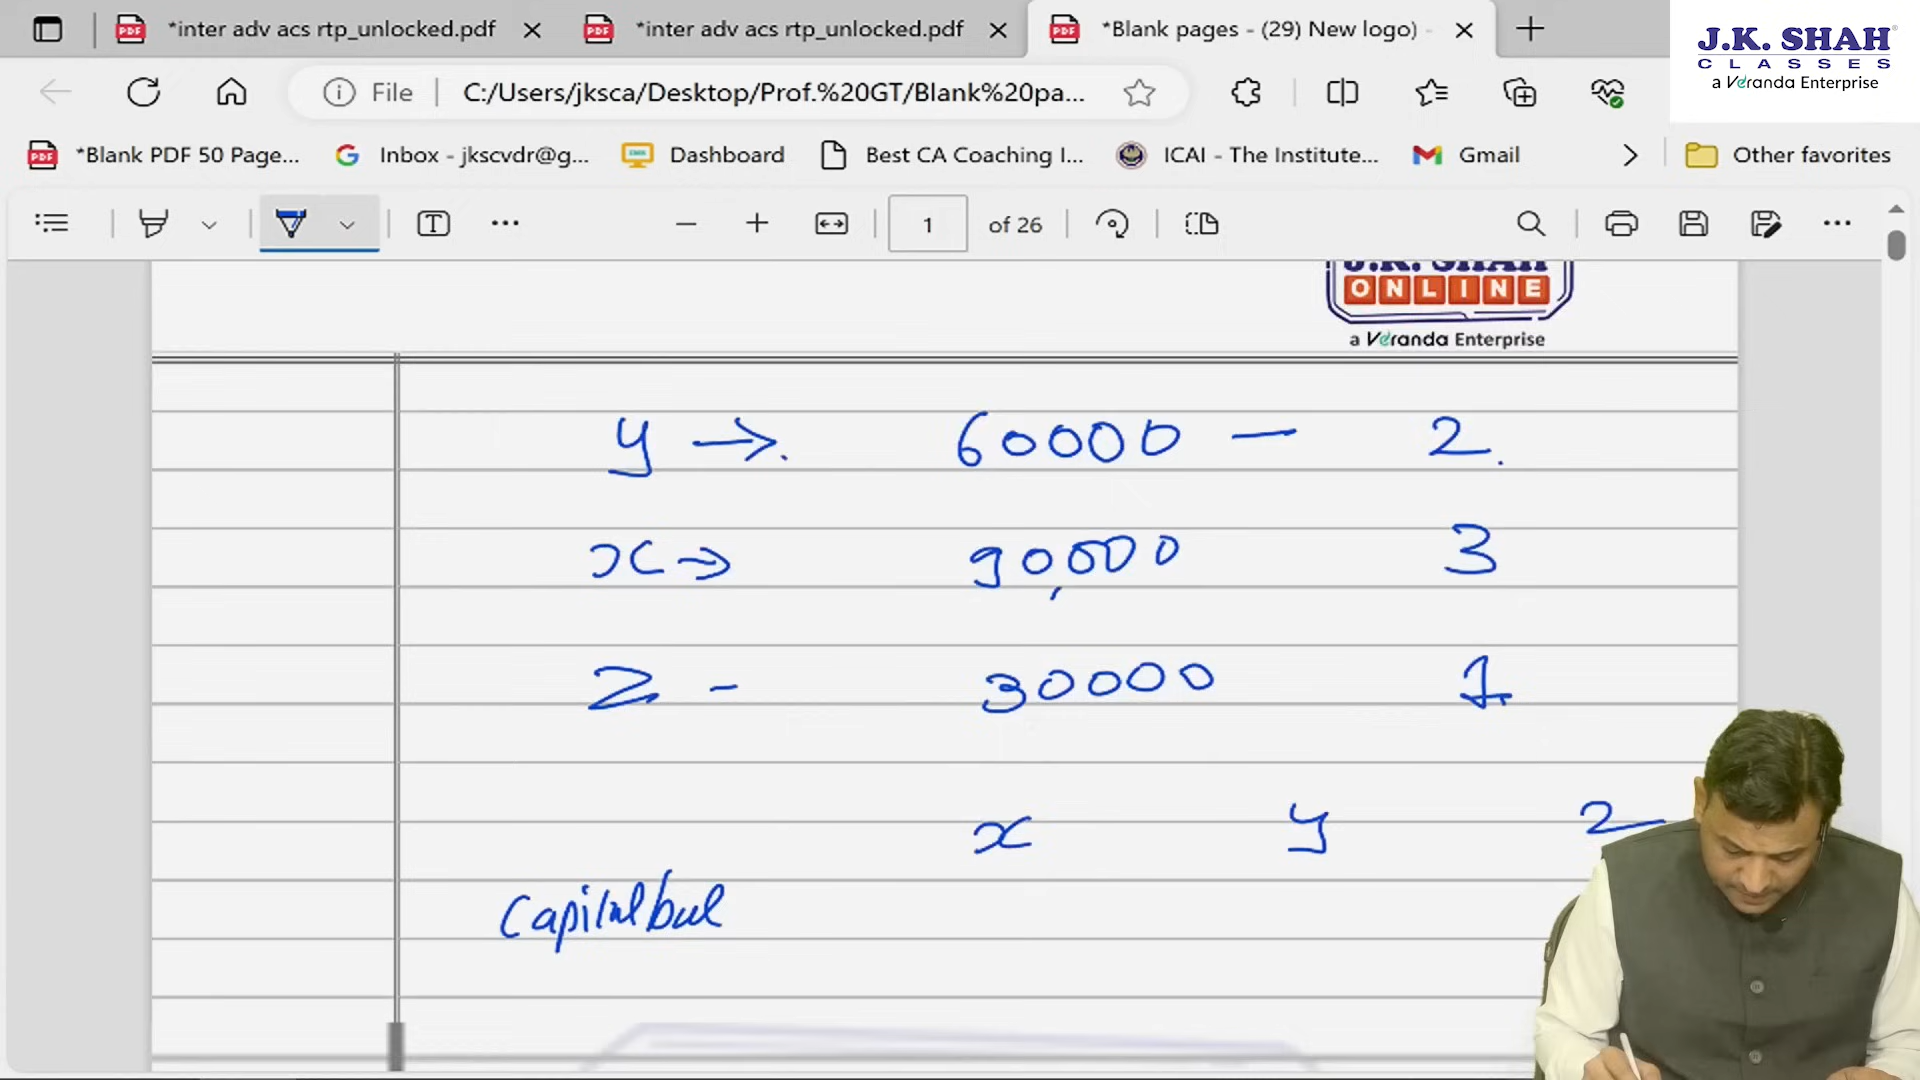 *inter adv acs rtp_unlocked.pdf *inter adv acs rtp_unlocked.pdf *Blank pages - (29) New logo) -
J.K. SHAH
CLASSES
a Veranda Enterprise
File C:/Users/jksca/Desktop/Prof.%20GT/Blank%20pa...
*Blank PDF 50 Page... Inbox - jkscvdr@g... Dashboard Best CA Coaching I... ICAI - The Institute... Gmail Other favorites
1 of 26
J.K. SHAH
ONLINE
a Veranda Enterprise
y → 60000 — 2
x → 90,000 3
Z - 30000 1
x y z
Capital bal